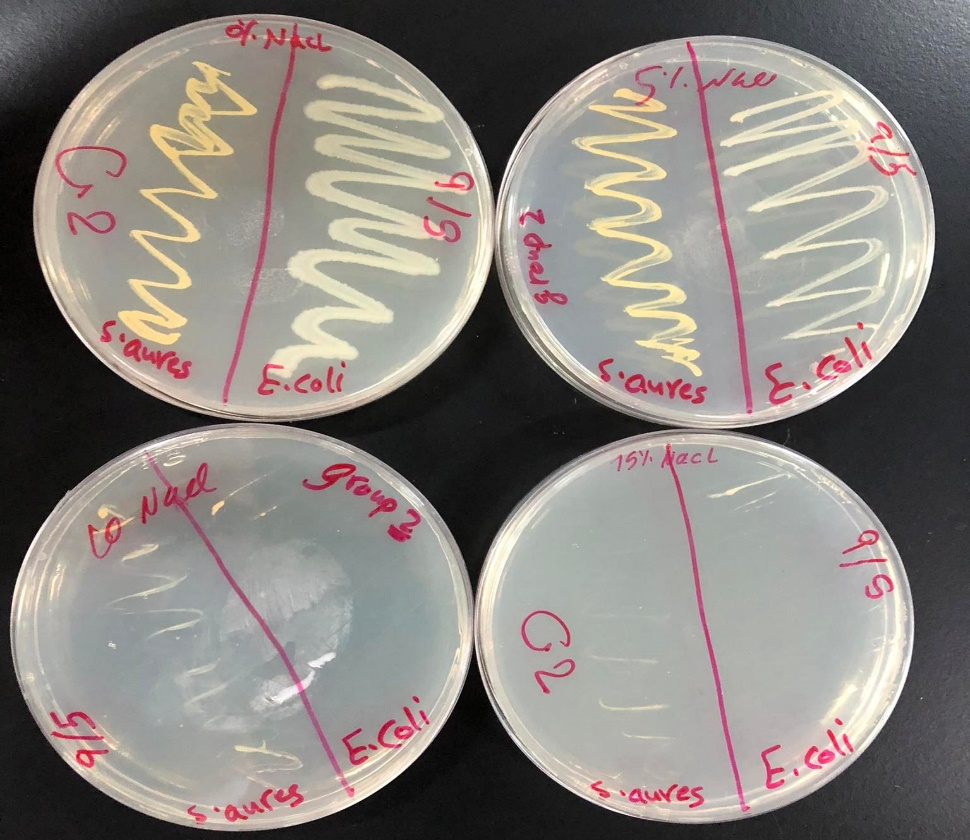 0% NaCl
G2
9/5
S. aures
E. coli
5% NaCl
9/5
group 2
S. aures
E. coli
NaCl
group 2
9/5
E. coli
S. aures
15% NaCl
9/5
G2
E. coli
S. aures